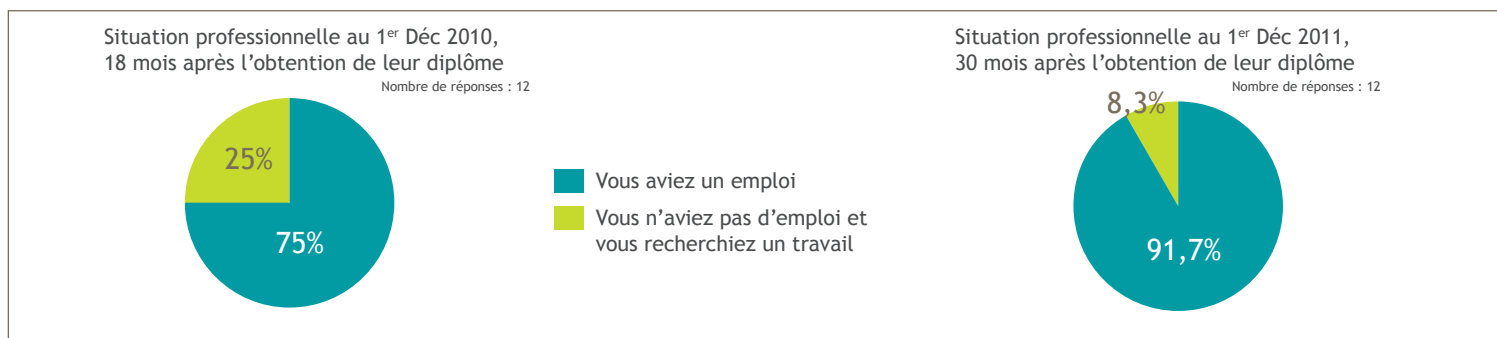 Situation professionnelle au 1er Déc 2010,
18 mois après l’obtention de leur diplôme
Nombre de réponses : 12
25%
75%
Vous aviez un emploi
Vous n’aviez pas d’emploi et
vous recherchiez un travail
Situation professionnelle au 1er Déc 2011,
30 mois après l’obtention de leur diplôme
Nombre de réponses : 12
8,3%
91,7%